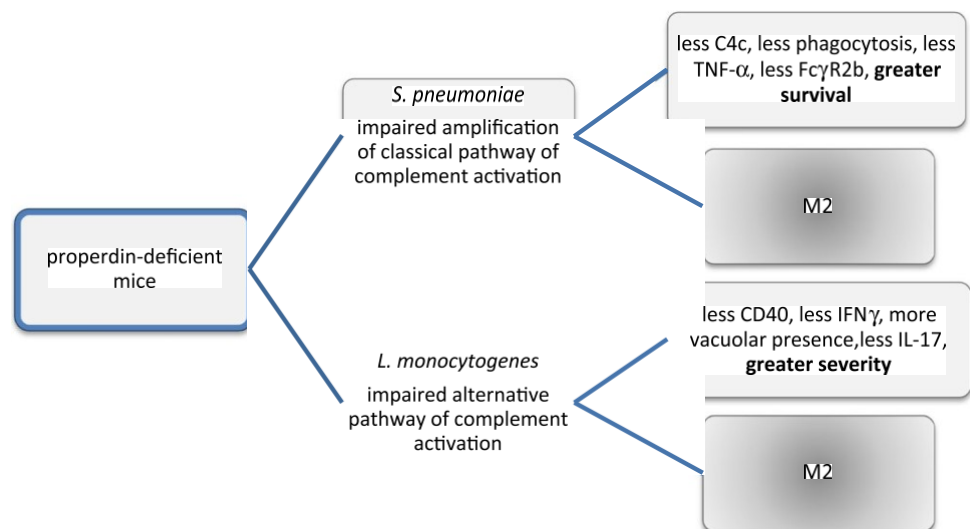 properdin-deficient
mice
S. pneumoniae
impaired amplification
of classical pathway of
complement activation
less C4c, less phagocytosis, less
TNF-α, less FcγR2b, greater
survival
M2
L. monocytogenes
impaired alternative
pathway of complement
activation
less CD40, less IFNγ, more
vacuolar presence,less IL-17,
greater severity
M2